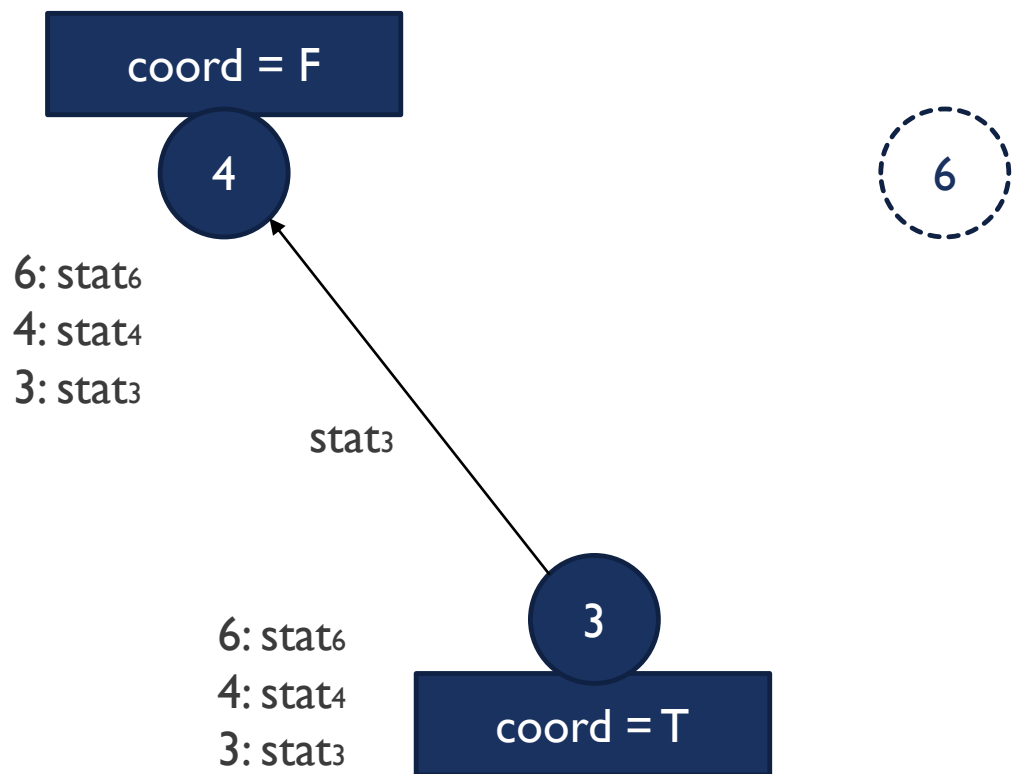 coord = F
4
6
6: stat₆
4: stat₄
3: stat₃
stat₃
3
6: stat₆
4: stat₄
3: stat₃
coord = T